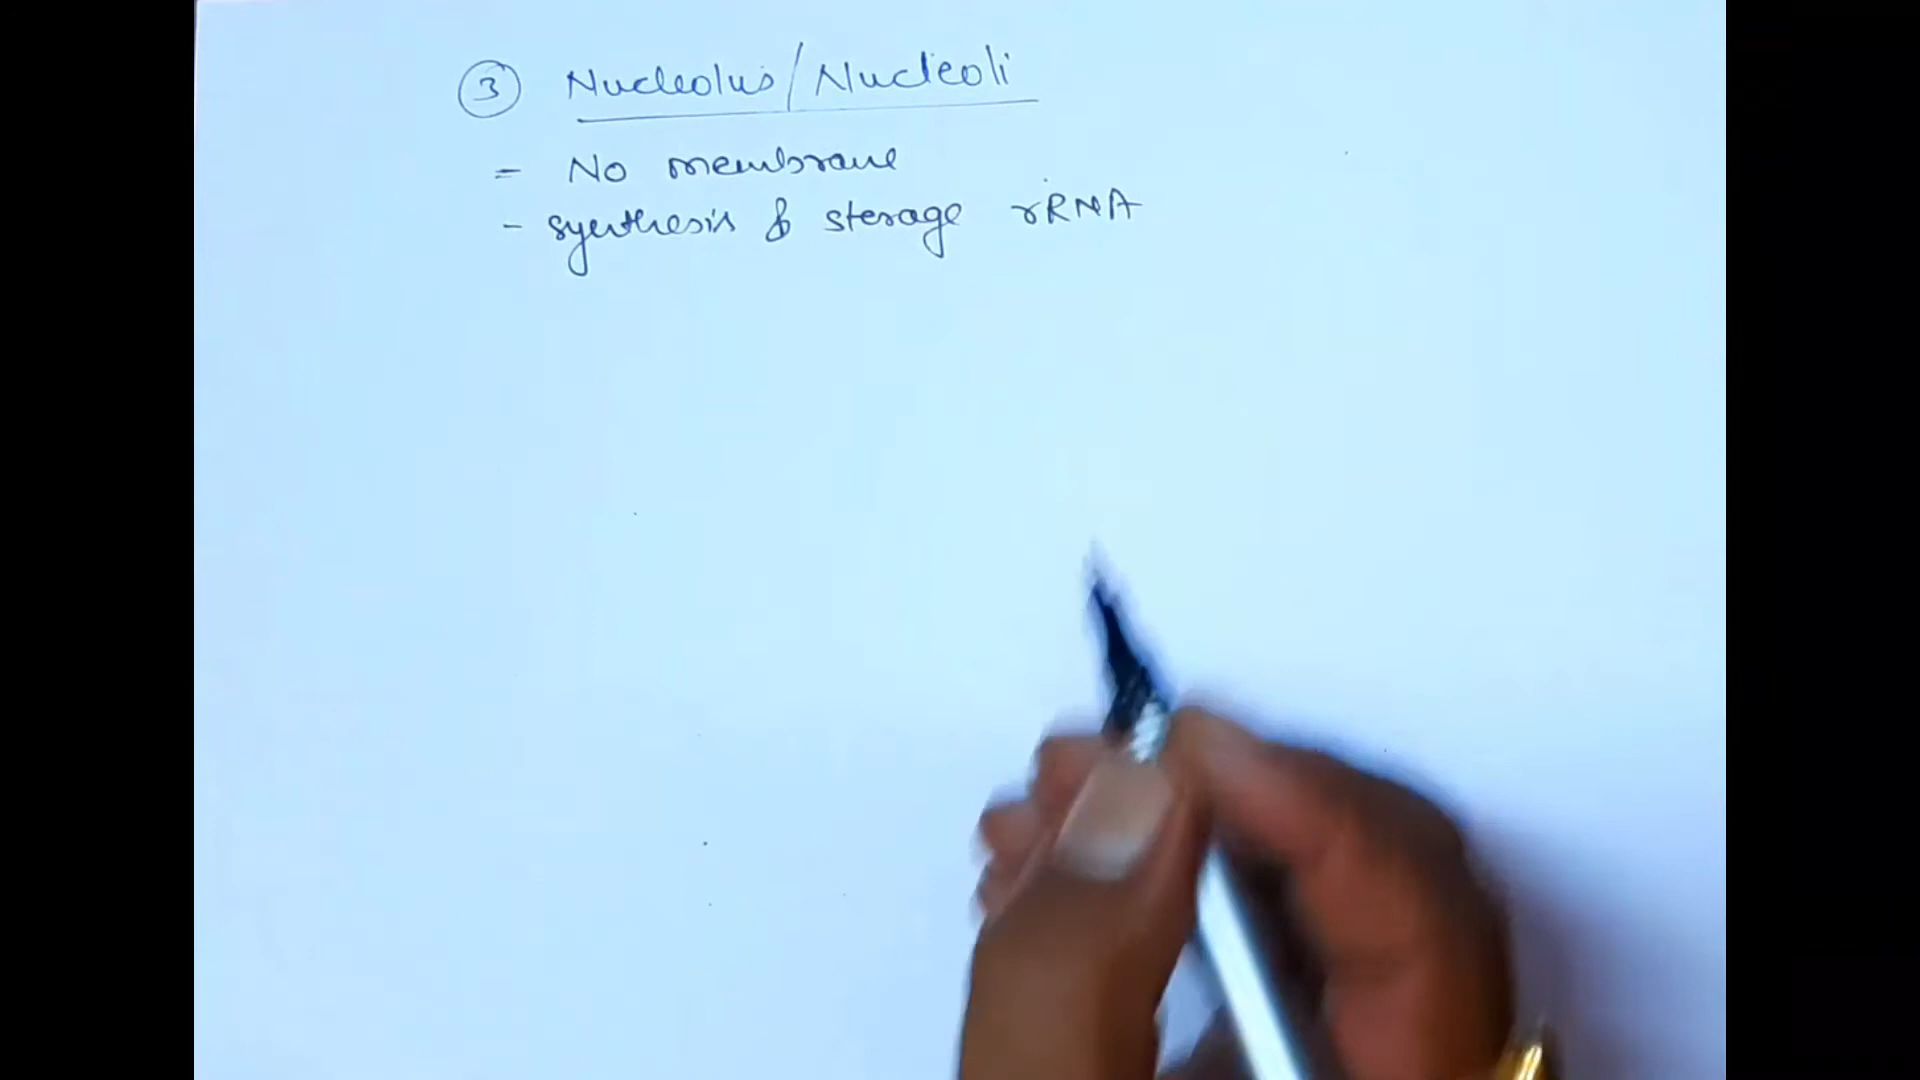 ③ Nucleolus/Nucleoli
= No membrane
- synthesis & storage rRNA